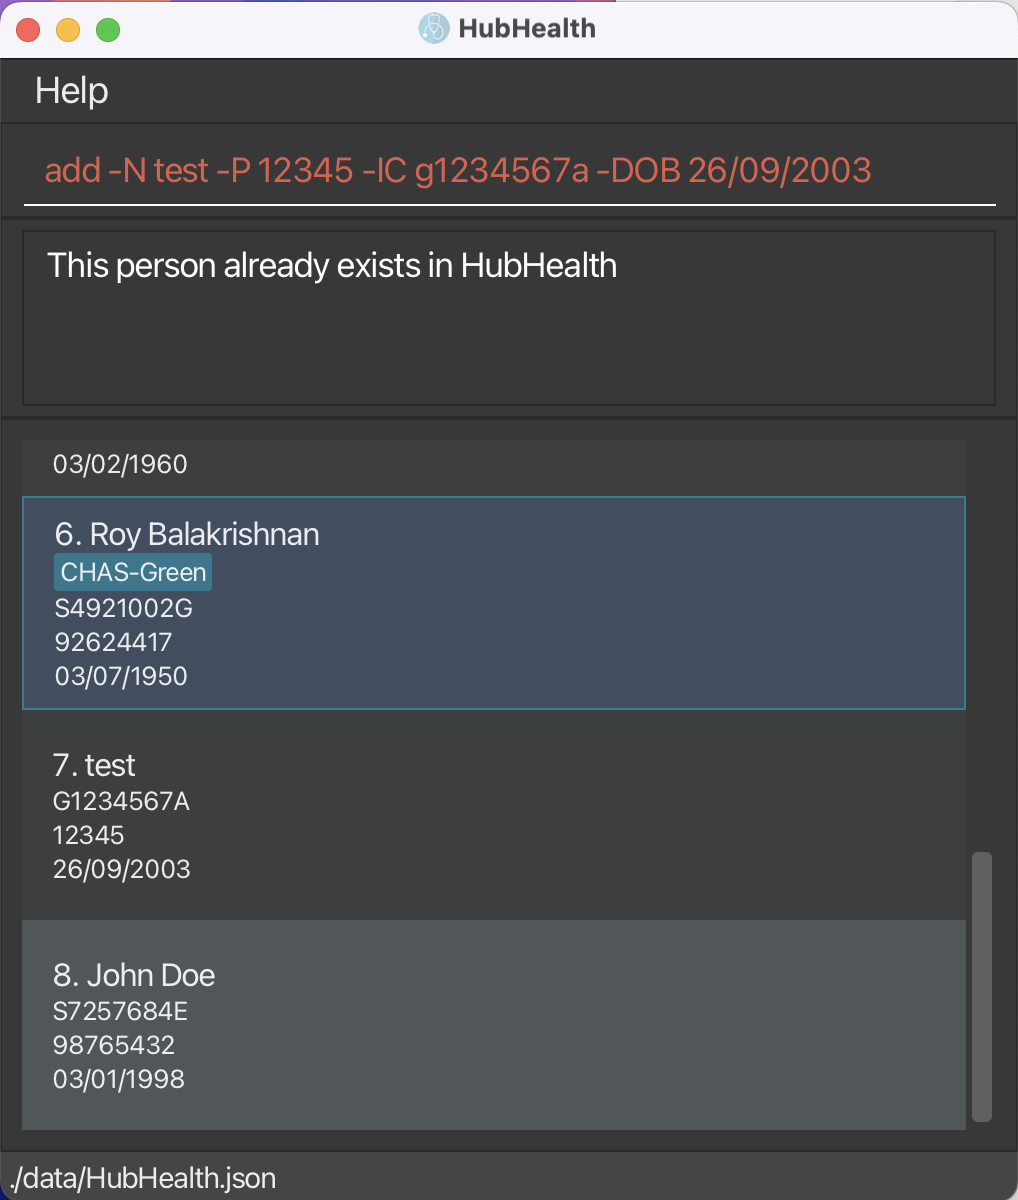 HubHealth
Help
add -N test -P 12345 -IC g1234567a -DOB 26/09/2003
This person already exists in HubHealth
03/02/1960
6. Roy Balakrishnan
CHAS-Green
S4921002G
92624417
03/07/1950
7. test
G1234567A
12345
26/09/2003
8. John Doe
S7257684E
98765432
03/01/1998
./data/HubHealth.json